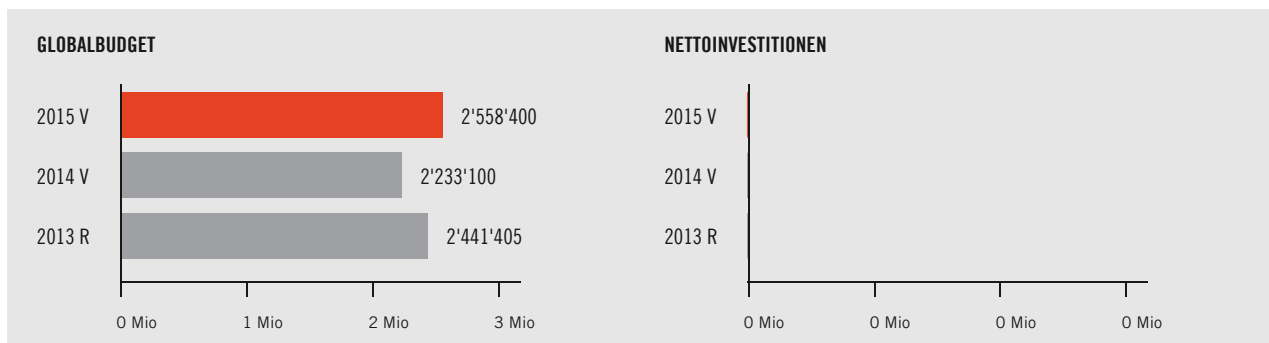 GLOBALBUDGET
2015 V 2'558'400
2014 V 2'233'100
2013 R 2'441'405
0 Mio 1 Mio 2 Mio 3 Mio
NETTOINVESTITIONEN
2015 V
2014 V
2013 R
0 Mio 0 Mio 0 Mio 0 Mio